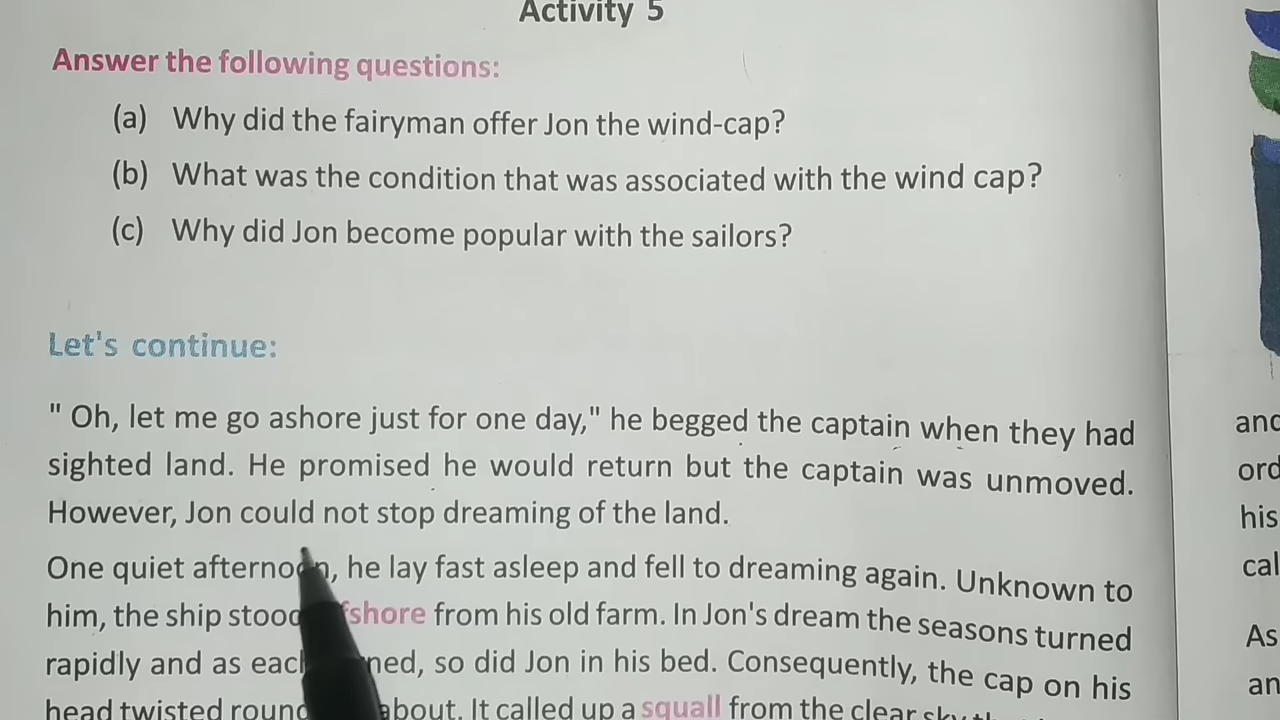 Activity 5
Answer the following questions:
(a) Why did the fairyman offer Jon the wind-cap?
(b) What was the condition that was associated with the wind cap?
(c) Why did Jon become popular with the sailors?
Let's continue:
" Oh, let me go ashore just for one day," he begged the captain when they had
sighted land. He promised he would return but the captain was unmoved.
However, Jon could not stop dreaming of the land.
One quiet afternoon, he lay fast asleep and fell to dreaming again. Unknown to
him, the ship stood offshore from his old farm. In Jon's dream the seasons turned
rapidly and as each turned, so did Jon in his bed. Consequently, the cap on his
head twisted round about. It called up a squall from the clear sky
and
ord
his
cal
As
an